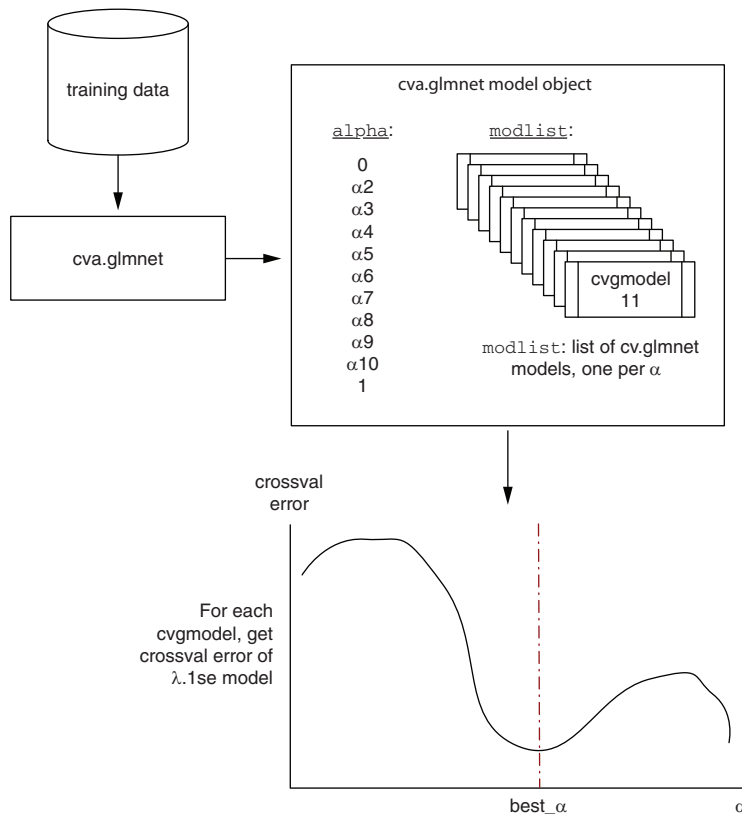 training data
cva.glmnet
cva.glmnet model object
alpha:
0
α2
α3
α4
α5
α6
α7
α8
α9
α10
1
modlist:
cvgmodel
11
modlist: list of cv.glmnet
models, one per α
crossval
error
For each
cvgmodel, get
crossval error of
λ.1se model
best_α
α